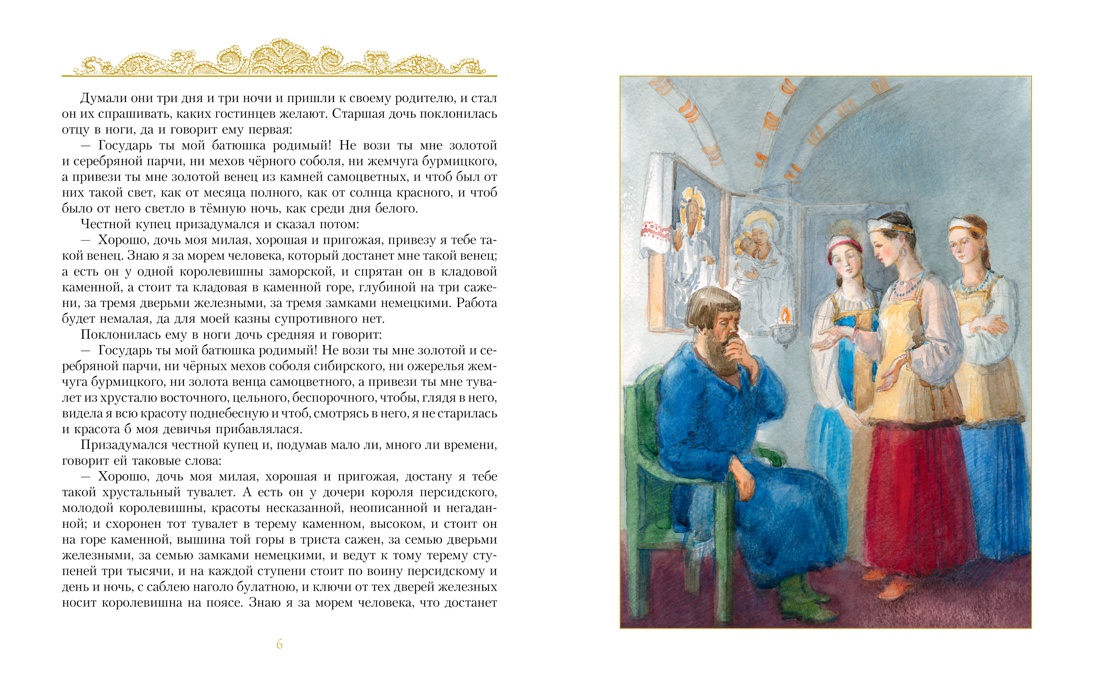 Думали они три дня и три ночи и пришли к своему родителю, и стал
он их спрашивать, каких гостинцев желают. Старшая дочь поклонилась
отцу в ноги, да и говорит ему первая:
— Государь ты мой батюшка родимый! Не вози ты мне золотой
и серебряной парчи, ни мехов чёрного соболя, ни жемчуга бурмицкого,
а привези ты мне золотой венец из камней самоцветных, и чтоб был от
них такой свет, как от месяца полного, как от солнца красного, и чтоб
было от него светло в тёмную ночь, как среди дня белого.
Честной купец призадумался и сказал потом:
— Хорошо, дочь моя милая, хорошая и пригожая, привезу я тебе та-
кой венец. Знаю я за морем человека, который достанет мне такой венец;
а есть он у одной королевишны заморской, и спрятан он в кладовой
каменной, а стоит та кладовая в каменной горе, глубиной на три саже-
ни, за тремя дверьми железными, за тремя замками немецкими. Работа
будет немалая, да для моей казны супротивного нет.
Поклонилась ему в ноги дочь средняя и говорит:
— Государь ты мой батюшка родимый! Не вози ты мне золотой и се-
ребряной парчи, ни чёрных мехов соболя сибирского, ни ожерелья жем-
чуга бурмицкого, ни золота венца самоцветного, а привези ты мне тува-
лет из хрусталю восточного, цельного, беспорочного, чтобы, глядя в него,
видела я всю красоту поднебесную и чтоб, смотрясь в него, я не старилась
и красота б моя девичья прибавлялася.
Призадумался честной купец и, подумав мало ли, много ли времени,
говорит ей таковые слова:
— Хорошо, дочь моя милая, хорошая и пригожая, достану я тебе
такой хрустальный тувалет. А есть он у дочери короля персидского,
молодой королевишны, красоты несказанной, неописанной и негадан-
ной; и схоронен тот тувалет в терему каменном, высоком, и стоит он
на горе каменной, вышина той горы в триста сажен, за семью дверьми
железными, за семью замками немецкими, и ведут к тому терему сту-
пеней три тысячи, и на каждой ступени стоит по воину персидскому и
день и ночь, с саблею наголо булатною, и ключи от тех дверей железных
носит королевишна на поясе. Знаю я за морем человека, что достанет
6